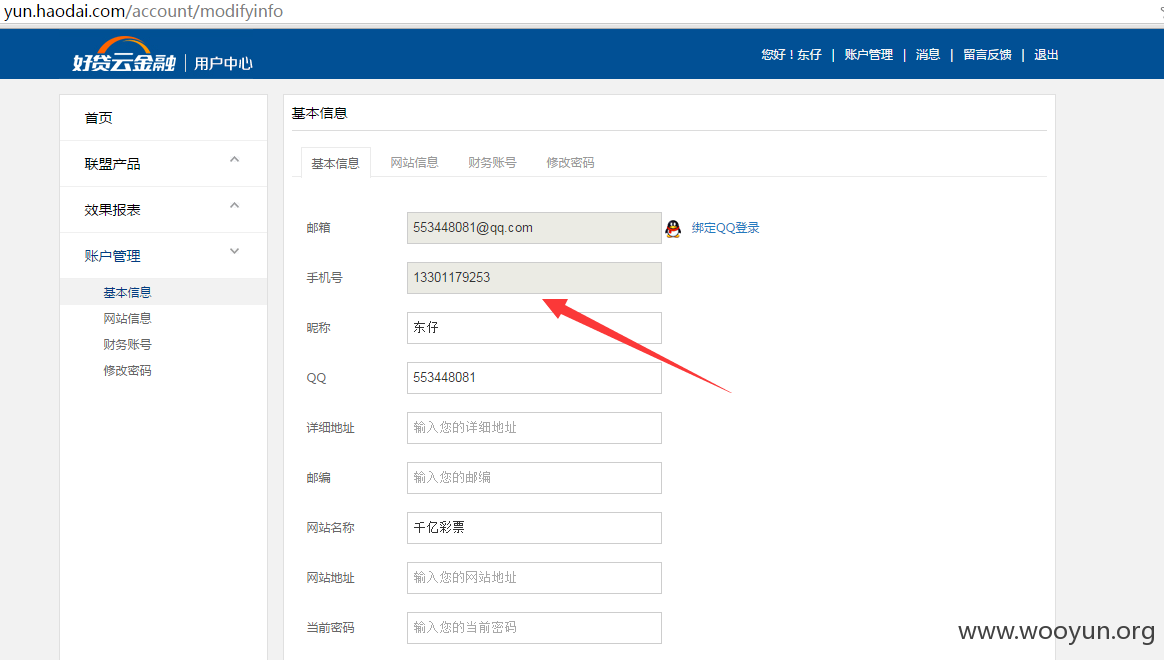 yun.haodai.com/account/modifyinfo
好贷云金融 | 用户中心
您好！东仔 | 账户管理 | 消息 | 留言反馈 | 退出
首页
联盟产品
效果报表
账户管理
基本信息
网站信息
财务账号
修改密码
基本信息
基本信息 网站信息 财务账号 修改密码
邮箱 553448081@qq.com 绑定QQ登录
手机号 13301179253
昵称 东仔
QQ 553448081
详细地址 输入您的详细地址
邮编 输入您的邮编
网站名称 千亿彩票
网站地址 输入您的网站地址
当前密码 输入您的当前密码
www.wooyun.org